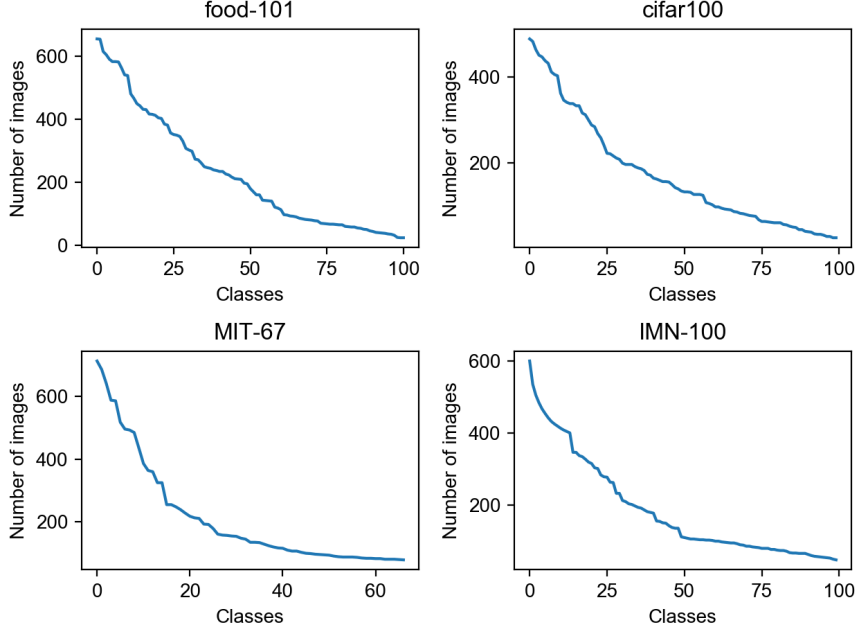 food-101
Number of images
600
400
200
0
0 25 50 75 100
Classes
cifar100
Number of images
400
200
0 25 50 75 100
Classes
MIT-67
Number of images
600
400
200
0 20 40 60
Classes
IMN-100
Number of images
600
400
200
0 25 50 75 100
Classes